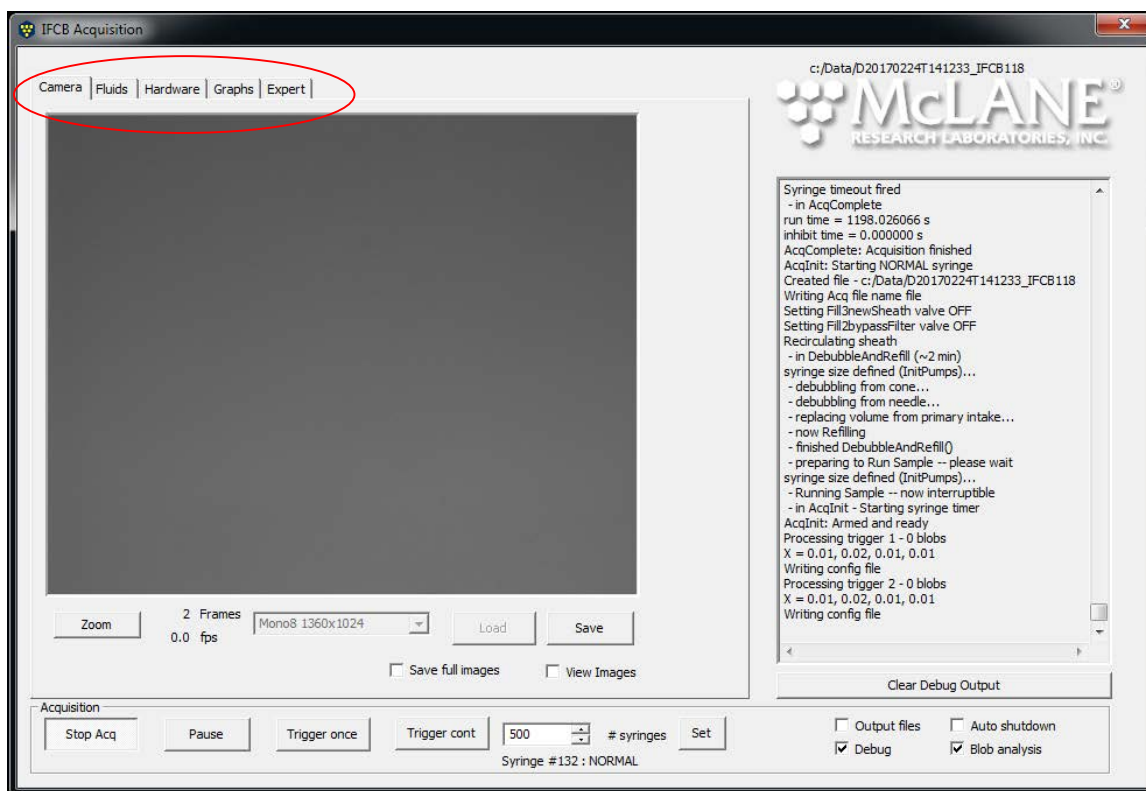 IFCB Acquisition
Camera Fluids Hardware Graphs Expert
c:/Data/D20170224T141233_IFCB118
McLANE®
RESEARCH LABORATORIES, INC.
Syringe timeout fired
- in AcqComplete
run time = 1198.026066 s
inhibit time = 0.000000 s
AcqComplete: Acquisition finished
AcqInit: Starting NORMAL syringe
Created file - c:/Data/D20170224T141233_IFCB118
Writing Acq file name file
Setting Fill3newSheath valve OFF
Setting Fill2bypassFilter valve OFF
Recirculating sheath
- in DebubbleAndRefill (~2 min)
syringe size defined (InitPumps)...
- debubbling from cone...
- debubbling from needle...
- replacing volume from primary intake...
- now Refilling
- finished DebubbleAndRefill()
- preparing to Run Sample -- please wait
syringe size defined (InitPumps)...
- Running Sample -- now interruptible
- in AcqInit - Starting syringe timer
AcqInit: Armed and ready
Processing trigger 1 - 0 blobs
X = 0.01, 0.02, 0.01, 0.01
Writing config file
Processing trigger 2 - 0 blobs
X = 0.01, 0.02, 0.01, 0.01
Writing config file
Clear Debug Output
Zoom
2 Frames
0.0 fps
Mono8 1360x1024
Load
Save
Save full images
View Images
Acquisition
Stop Acq
Pause
Trigger once
Trigger cont
500
# syringes
Set
Syringe #132 : NORMAL
Output files
Auto shutdown
Debug
Blob analysis